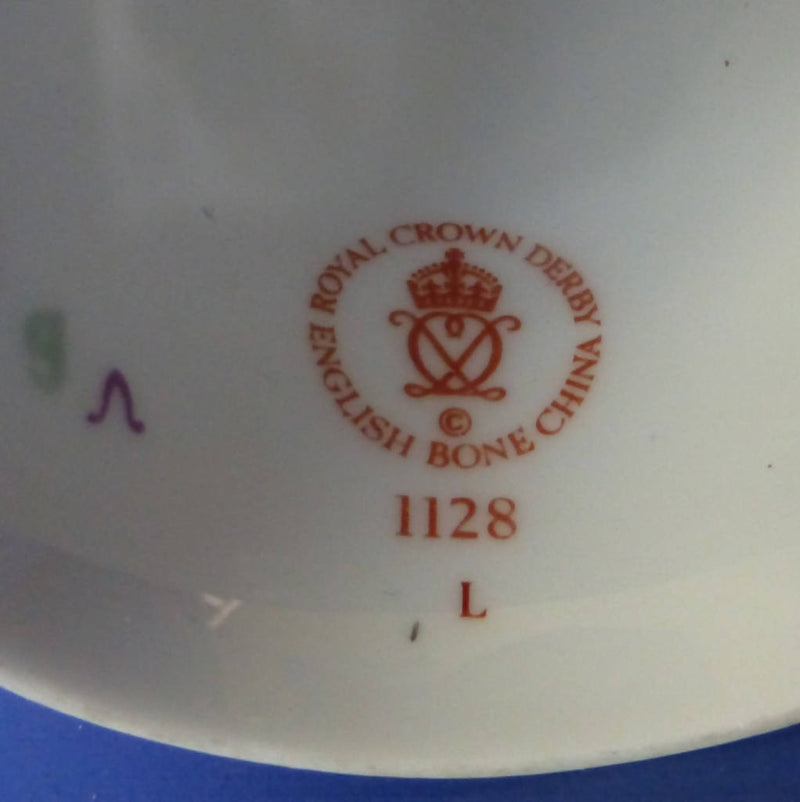 ROYAL CROWN DERBY
ENGLISH BONE CHINA
©
1128
L